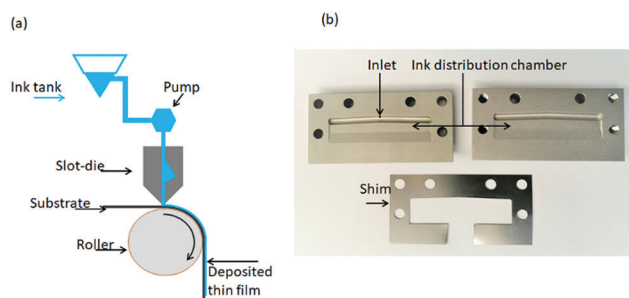 (a)
Ink tank
Pump
Slot-die
Substrate
Roller
Deposited
thin film
(b)
Inlet
Ink distribution chamber
Shim